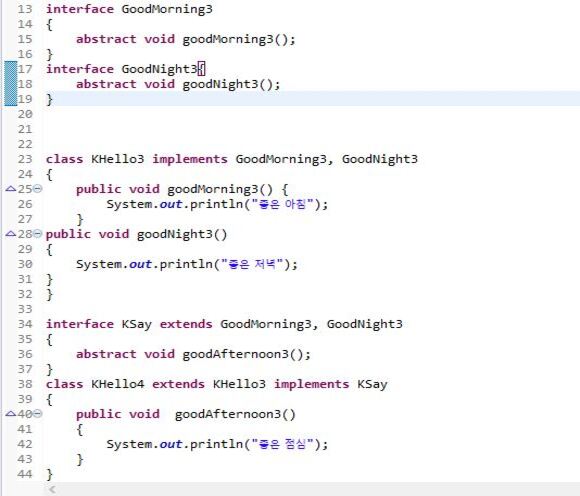 13 interface GoodMorning3
14 {
15     abstract void goodMorning3();
16 }
17 interface GoodNight3{
18     abstract void goodNight3();
19 }
20
21
22
23 class KHello3 implements GoodMorning3, GoodNight3
24 {
25     public void goodMorning3() {
26         System.out.println("좋은 아침");
27     }
28 public void goodNight3()
29 {
30     System.out.println("좋은 저녁");
31 }
32 }
33
34 interface KSay extends GoodMorning3, GoodNight3
35 {
36     abstract void goodAfternoon3();
37 }
38 class KHello4 extends KHello3 implements KSay
39 {
40     public void  goodAfternoon3()
41     {
42         System.out.println("좋은 점심");
43     }
44 }